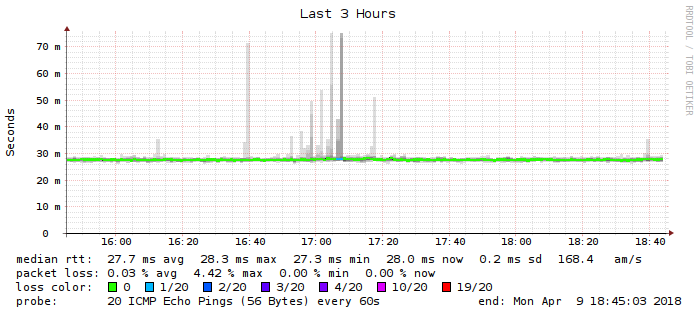 Last 3 Hours
RRDTOOL / TOBI OETIKER
Seconds
70 m
60 m
50 m
40 m
30 m
20 m
10 m
0
16:00 16:20 16:40 17:00 17:20 17:40 18:00 18:20 18:40
median rtt: 27.7 ms avg 28.3 ms max 27.3 ms min 28.0 ms now 0.2 ms sd 168.4 am/s
packet loss: 0.03 % avg 4.42 % max 0.00 % min 0.00 % now
loss color: 0 1/20 2/20 3/20 4/20 10/20 19/20
probe: 20 ICMP Echo Pings (56 Bytes) every 60s end: Mon Apr 9 18:45:03 2018